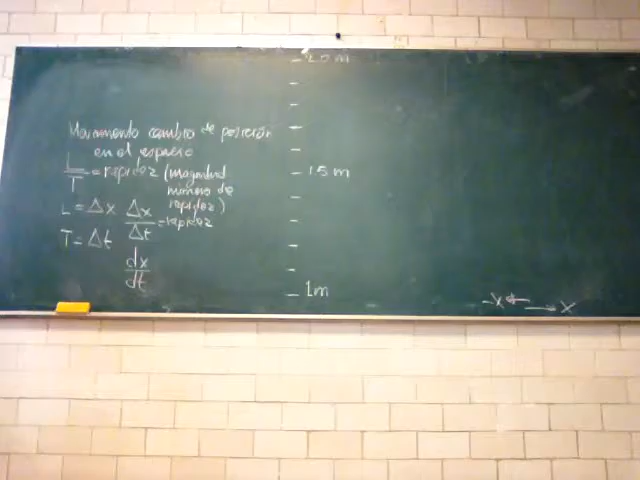 Movimiento cambio de posición
en el espacio
L/T = rapidez (magnitud
número de
rapidez)
L = Δx Δx/Δt = rapidez
T = Δt
dx/dt
2.0 m
1.5 m
1m
-x ← → x